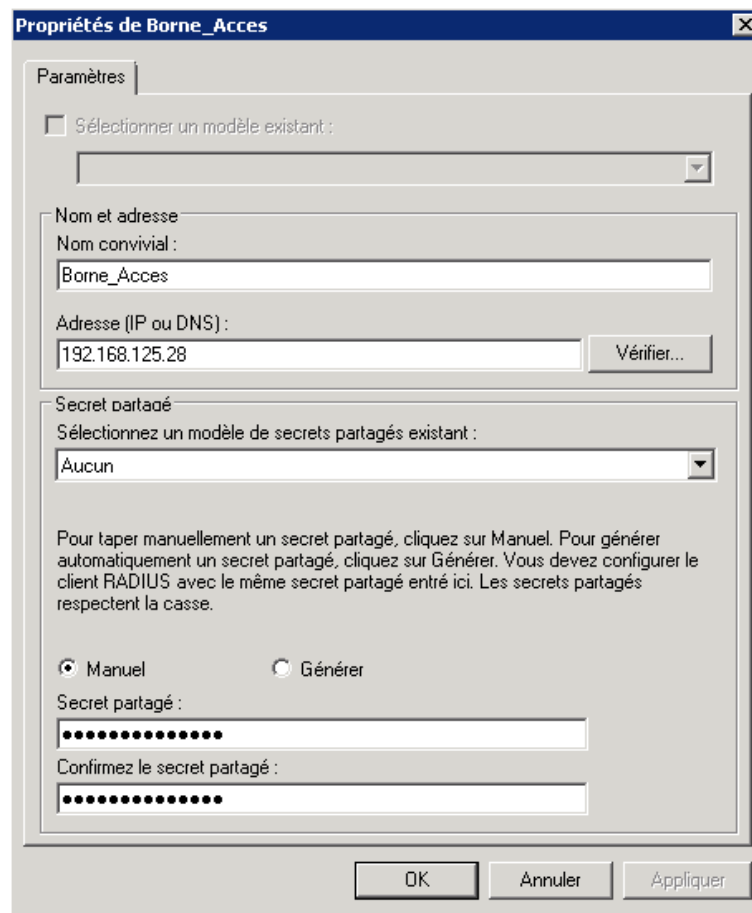 Propriétés de Borne_Acces
Paramètres
Sélectionner un modèle existant :
Nom et adresse
Nom convivial :
Borne_Acces
Adresse (IP ou DNS) :
192.168.125.28
Vérifier...
Secret partagé
Sélectionnez un modèle de secrets partagés existant :
Aucun
Pour taper manuellement un secret partagé, cliquez sur Manuel. Pour générer
automatiquement un secret partagé, cliquez sur Générer. Vous devez configurer le
client RADIUS avec le même secret partagé entré ici. Les secrets partagés
respectent la casse.
Manuel
Générer
Secret partagé :
●●●●●●●●●●●●●●
Confirmez le secret partagé :
●●●●●●●●●●●●●●
OK
Annuler
Appliquer